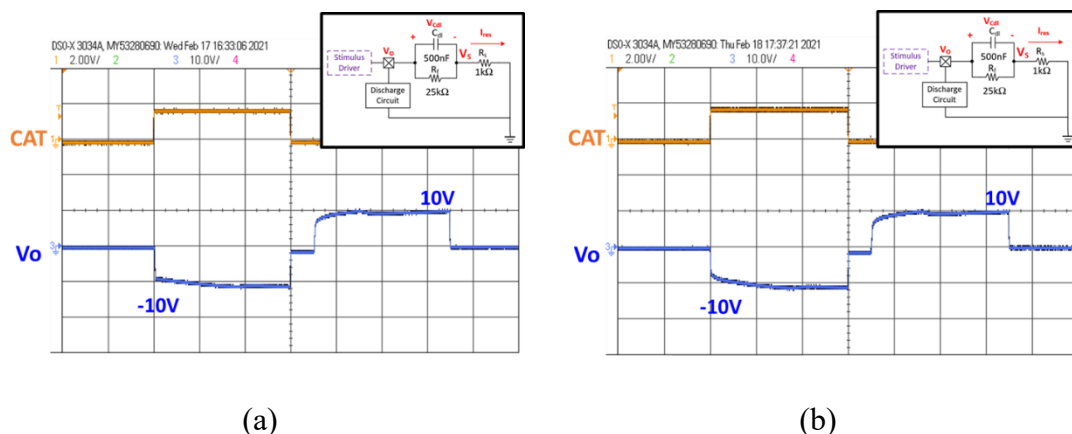 DSO-X 3034A, MY53280690: Wed Feb 17 16:33:06 2021
1 2.00V/ 2 3 10.0V/ 4
CAT
Vo
10V
-10V
Stimulus Driver
Vo
Discharge Circuit
+ Vcdl -
Cdl
500nF
Rf
25kΩ
Vs
Ires
Rs
1kΩ
(a)
DSO-X 3034A, MY53280690: Thu Feb 18 17:37:21 2021
1 2.00V/ 2 3 10.0V/ 4
CAT
Vo
10V
-10V
Stimulus Driver
Vo
Discharge Circuit
+ Vcdl -
Cdl
500nF
Rf
25kΩ
Vs
Ires
Rs
1kΩ
(b)